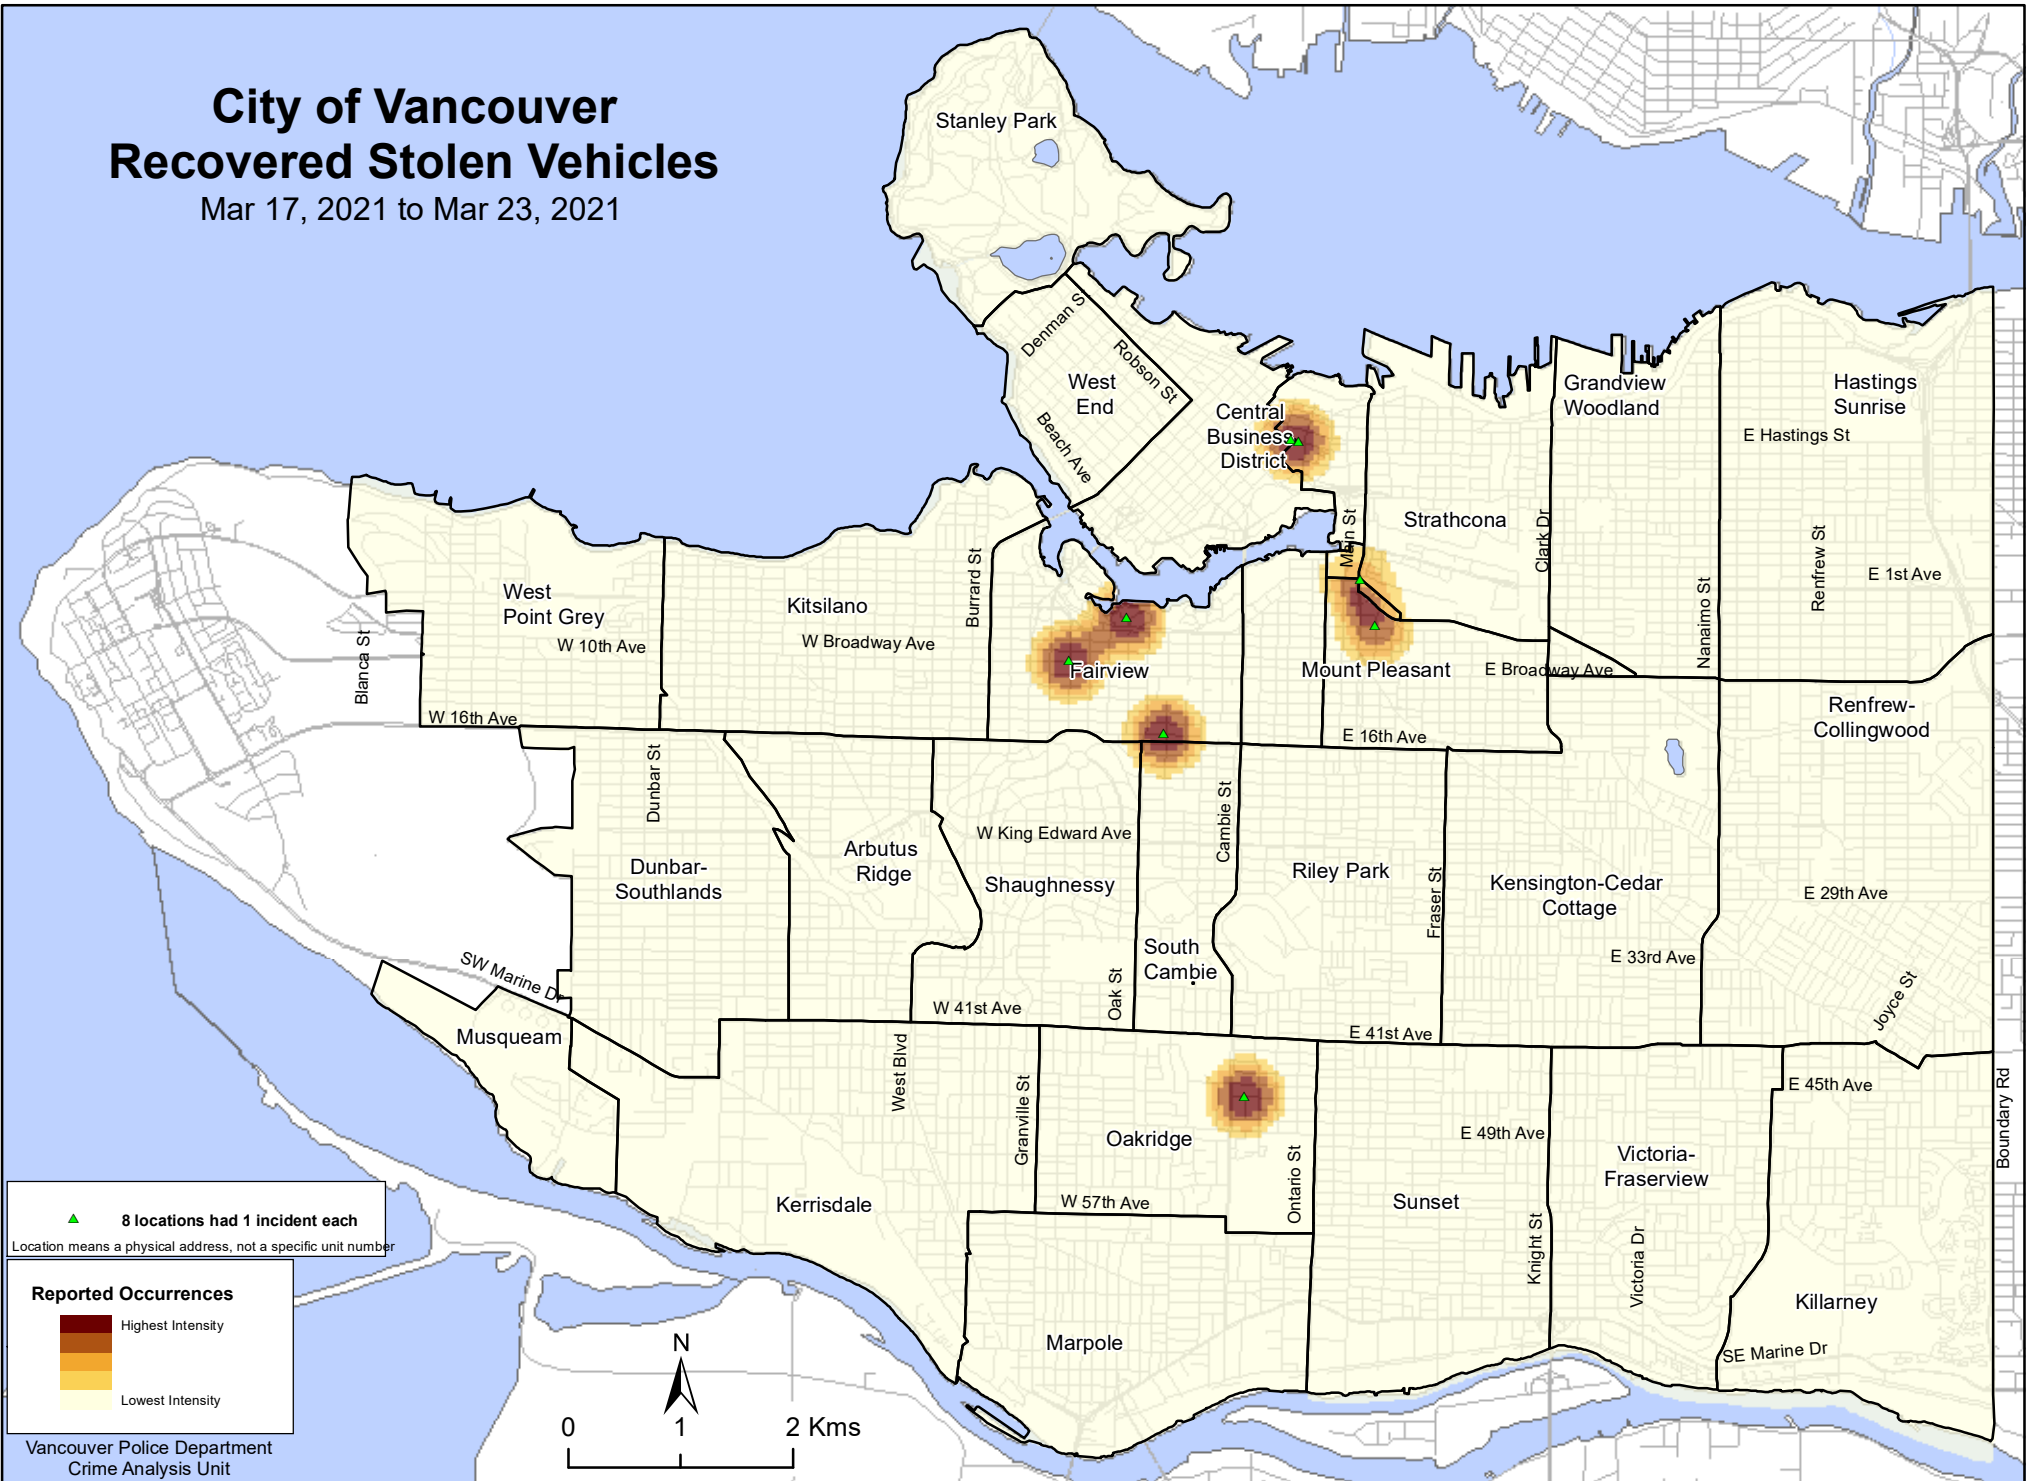 City of Vancouver
Recovered Stolen Vehicles
Mar 17, 2021 to Mar 23, 2021
Stanley Park
Denman S
Robson St
West
End
Beach Ave
Central
Business
District
Grandview
Woodland
Hastings
Sunrise
E Hastings St
Strathcona
Main St
Clark Dr
Nanaimo St
Renfrew St
E 1st Ave
West
Point Grey
W 10th Ave
Blanca St
W 16th Ave
Kitsilano
W Broadway Ave
Burrard St
Fairview
Mount Pleasant
E Broadway Ave
E 16th Ave
Renfrew-
Collingwood
Dunbar St
Dunbar-
Southlands
Arbutus
Ridge
W King Edward Ave
Shaughnessy
Cambie St
Riley Park
Fraser St
Kensington-Cedar
Cottage
E 29th Ave
E 33rd Ave
South
Cambie
Oak St
W 41st Ave
E 41st Ave
Joyce St
SW Marine Dr
Musqueam
West Blvd
Granville St
Oakridge
Ontario St
W 57th Ave
E 49th Ave
E 45th Ave
Boundary Rd
Kerrisdale
Sunset
Victoria-
Fraserview
Knight St
Victoria Dr
Killarney
SE Marine Dr
Marpole
8 locations had 1 incident each
Location means a physical address, not a specific unit number
Reported Occurrences
Highest Intensity
Lowest Intensity
Vancouver Police Department
Crime Analysis Unit
N
0 1 2 Kms